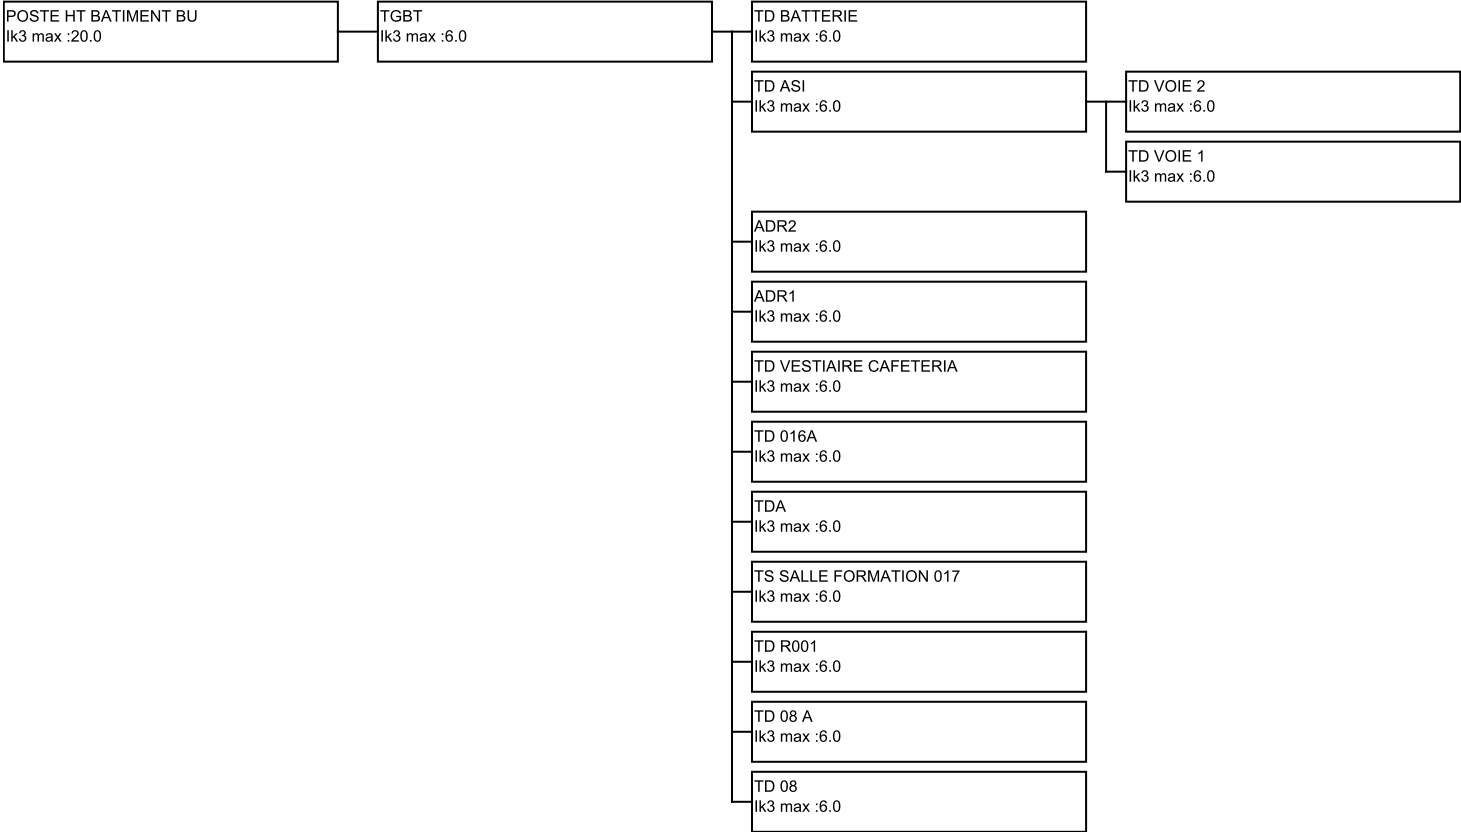 POSTE HT BATIMENT BU
Ik3 max :20.0
TGBT
Ik3 max :6.0
TD BATTERIE
Ik3 max :6.0
TD ASI
Ik3 max :6.0
TD VOIE 2
Ik3 max :6.0
TD VOIE 1
Ik3 max :6.0
ADR2
Ik3 max :6.0
ADR1
Ik3 max :6.0
TD VESTIAIRE CAFETERIA
Ik3 max :6.0
TD 016A
Ik3 max :6.0
TDA
Ik3 max :6.0
TS SALLE FORMATION 017
Ik3 max :6.0
TD R001
Ik3 max :6.0
TD 08 A
Ik3 max :6.0
TD 08
Ik3 max :6.0